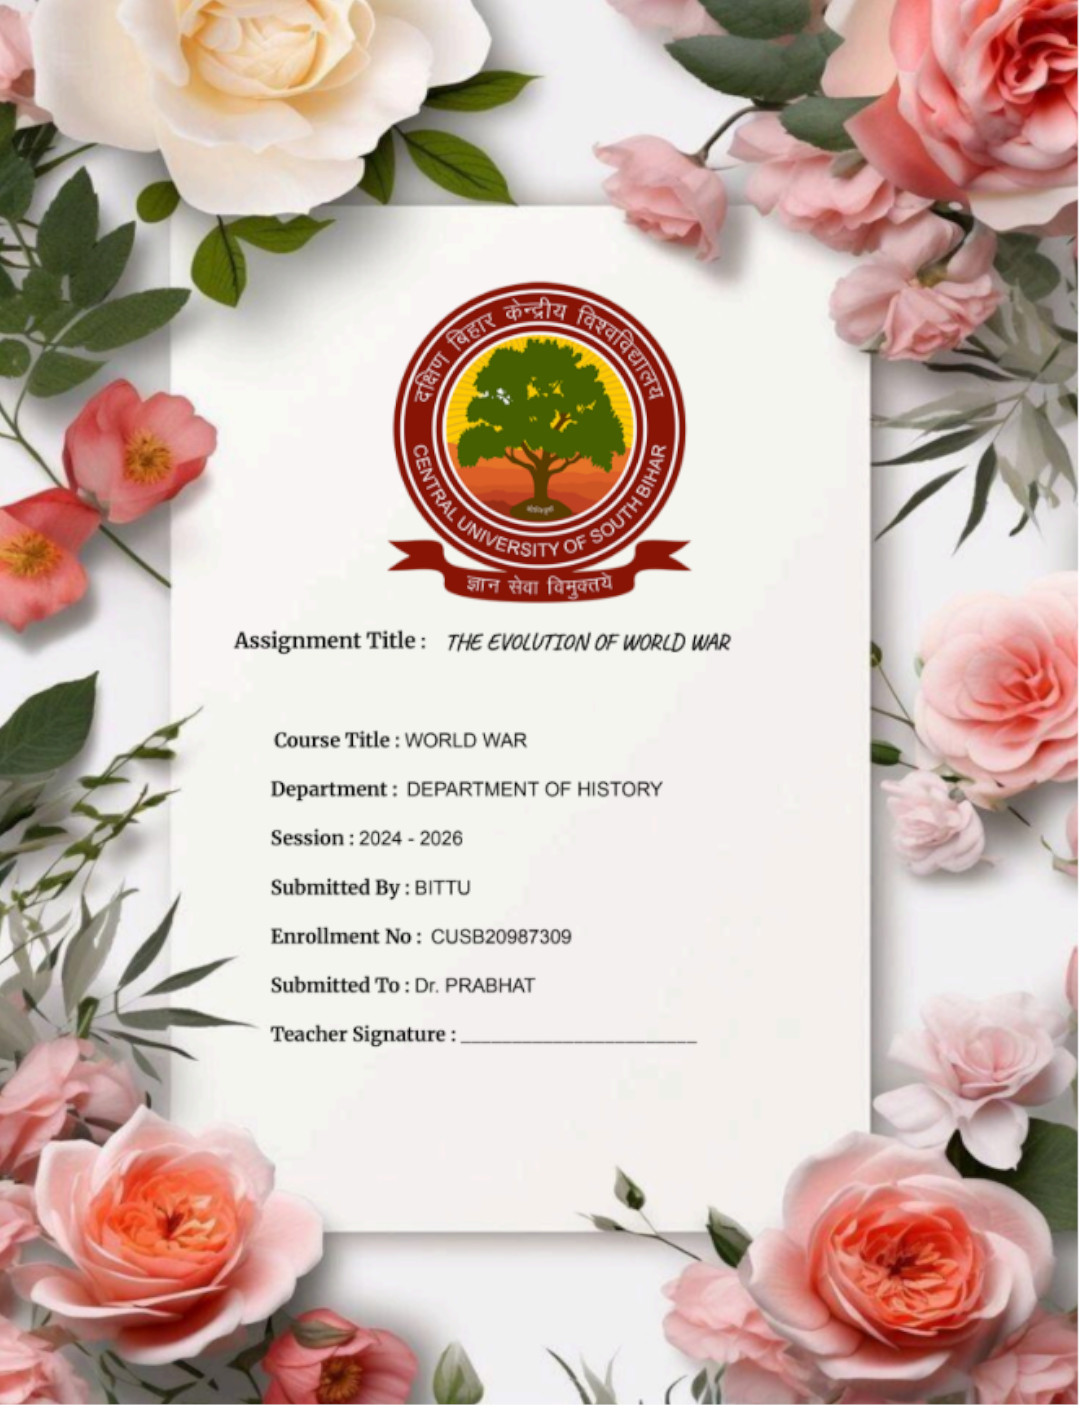 दक्षिण बिहार केन्द्रीय विश्वविद्यालय
CENTRAL UNIVERSITY OF SOUTH BIHAR
ज्ञान सेवा विमुक्तये
Assignment Title : THE EVOLUTION OF WORLD WAR
Course Title : WORLD WAR
Department : DEPARTMENT OF HISTORY
Session : 2024 - 2026
Submitted By : BITTU
Enrollment No : CUSB20987309
Submitted To : Dr. PRABHAT
Teacher Signature : ______________________